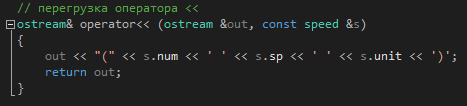 // перегрузка оператора <<
ostream& operator<< (ostream &out, const speed &s)
{
out << "(" << s.num << ' ' << s.sp << ' ' << s.unit << ')';
return out;
}